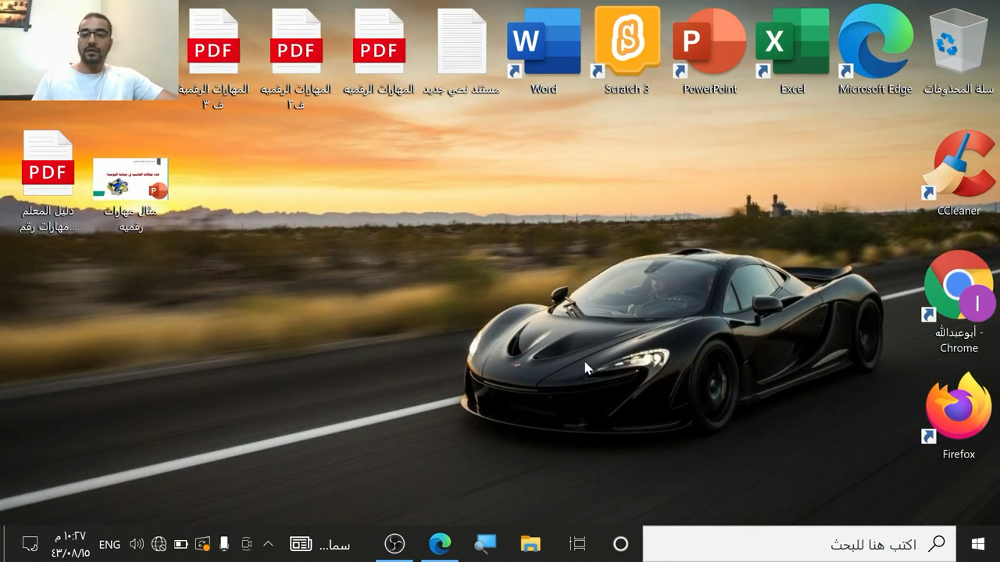 سلة المحذوفات
Microsoft Edge
Excel
X
PowerPoint
P
Scratch 3
S
Word
W
مستند نصي جديد
PDF
المهارات الرقميه
PDF
المهارات الرقميه
ف٢
PDF
المهارات الرقمية
ف ٣
CCleaner
أبوعبدالله -
Chrome
I
Firefox
P
مثال مهارات
رقميه
PDF
دليل المعلم
مهارات رقم...
اكتب هنا للبحث
سما...
ENG
١٠:٢٧ م
٤٣/٠٨/١٥